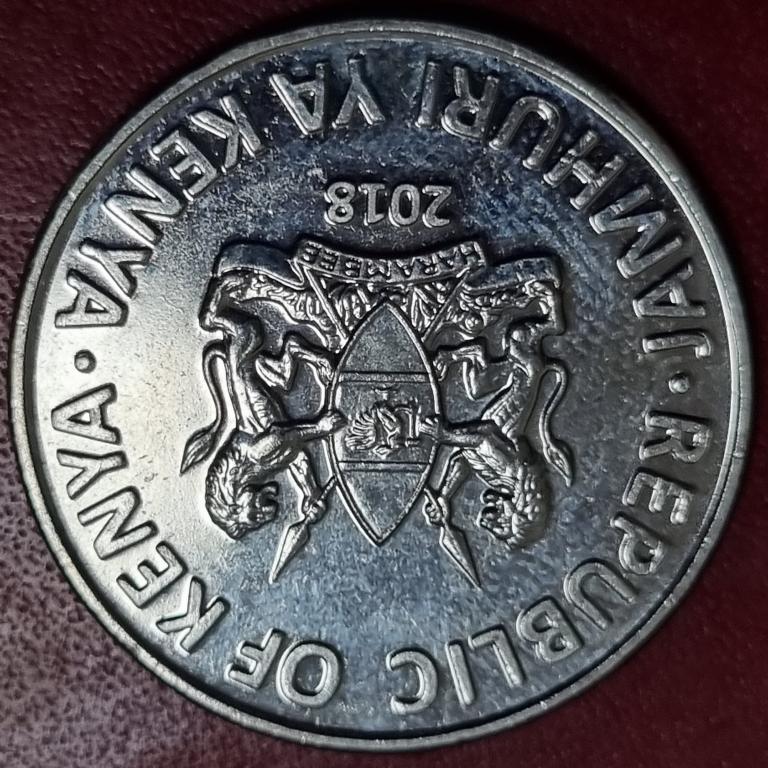 REPUBLIC OF KENYA
HARAMBEE
2018
JAMHURI YA KENYA